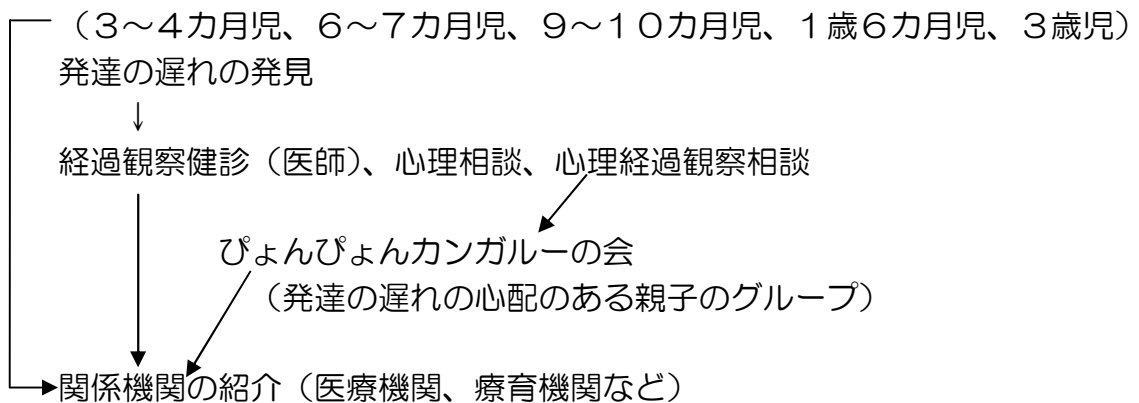 （３～４カ月児、６～７カ月児、９～１０カ月児、１歳６カ月児、３歳児）
発達の遅れの発見
↓
経過観察健診（医師）、心理相談、心理経過観察相談
ぴょんぴょんカンガルーの会
（発達の遅れの心配のある親子のグループ）
関係機関の紹介（医療機関、療育機関など）